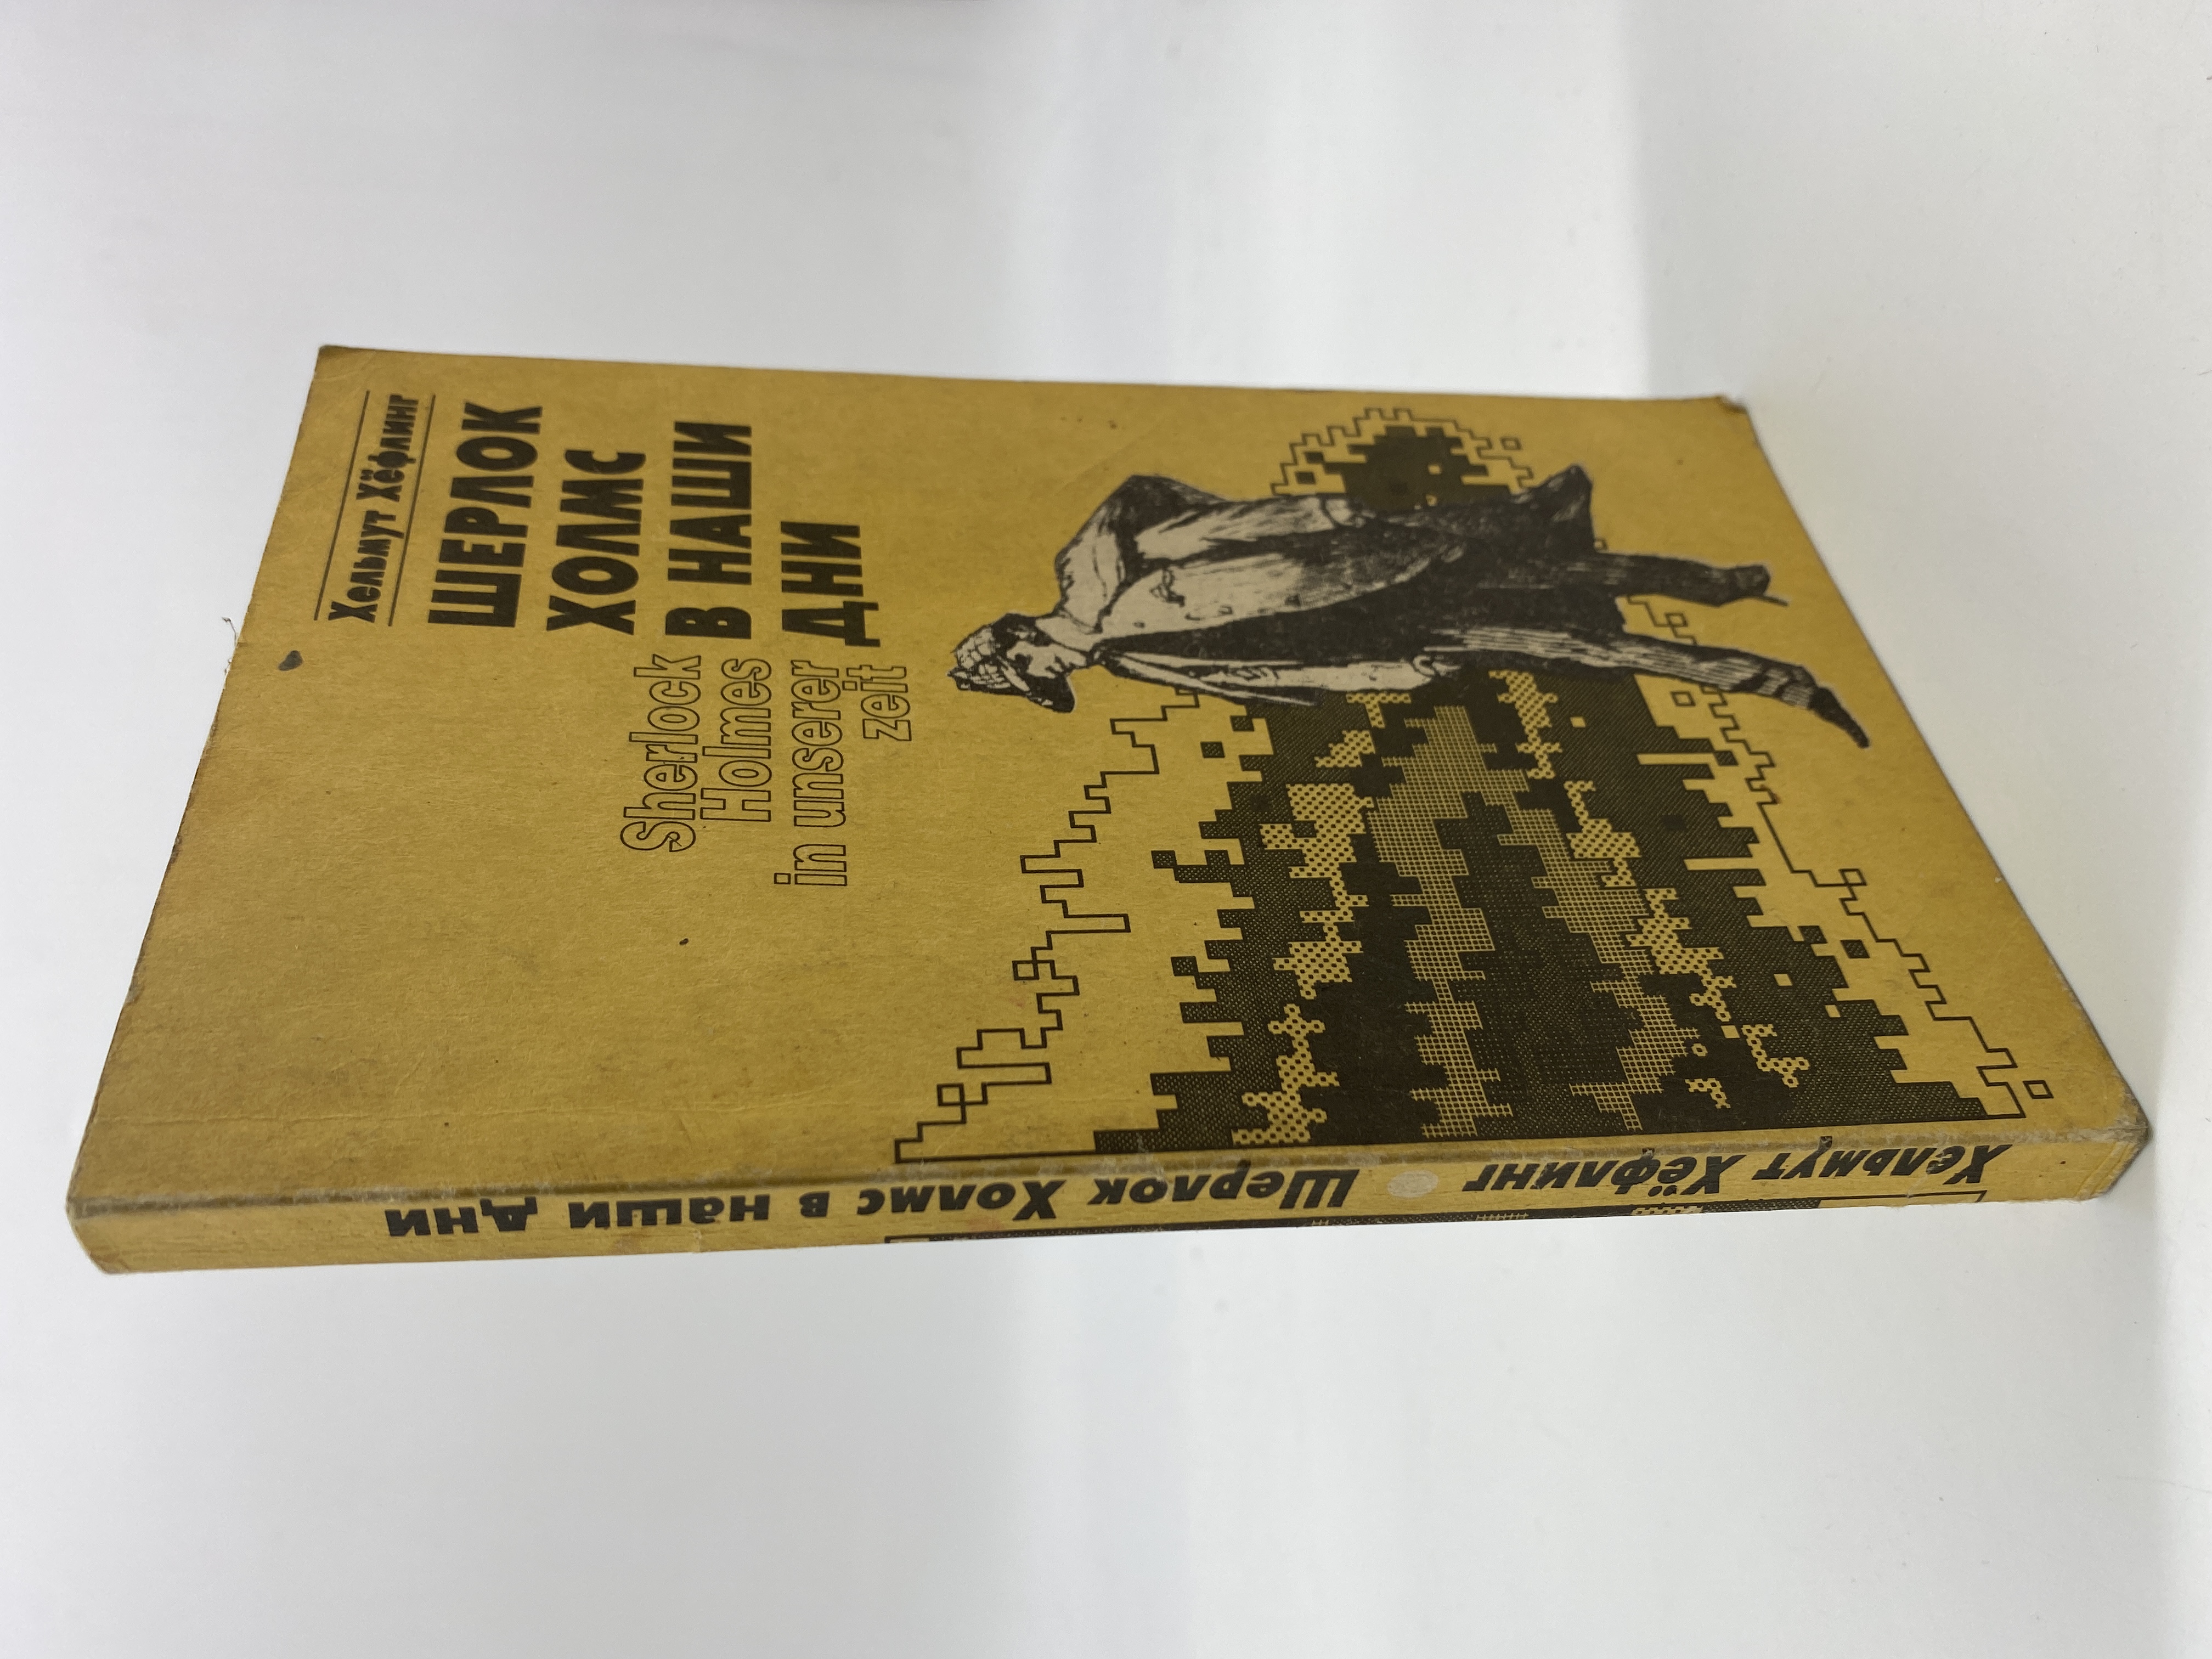 Хельмут Хёфлинг
ШЕРЛОК
ХОЛМС
В НАШИ
ДНИ
Sherlock
Holmes
in unserer
zeit
Хельмут Хёфлинг Шерлок Холмс в наши дни